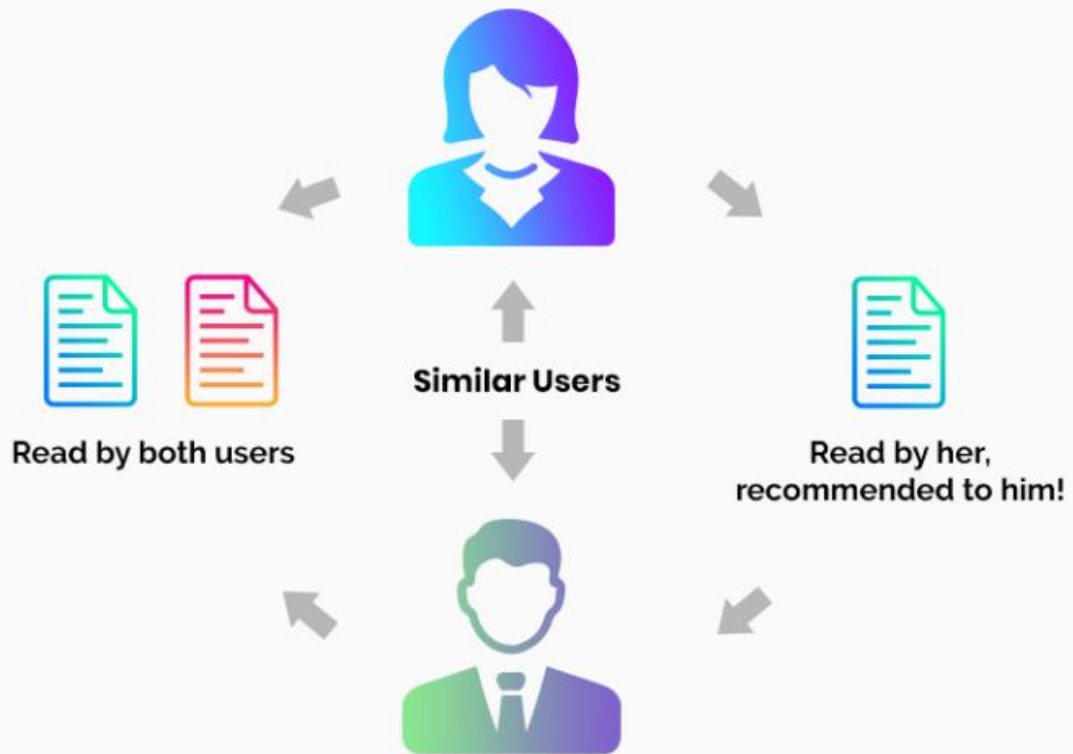 Similar Users
Read by both users
Read by her,
recommended to him!